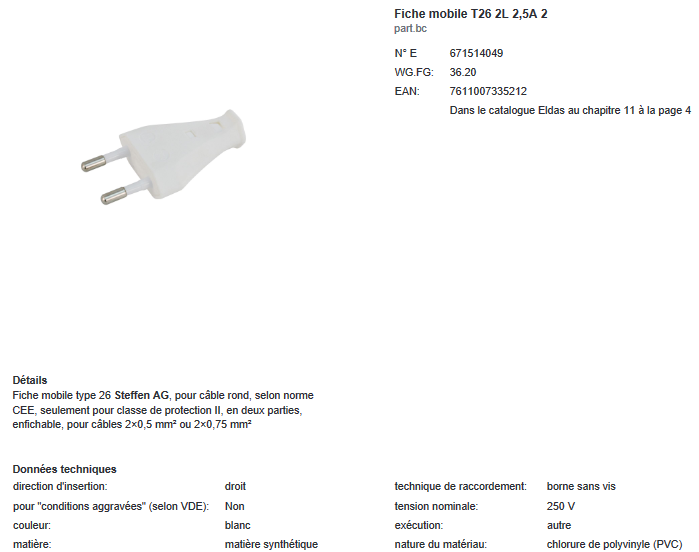 Fiche mobile T26 2L 2,5A 2
part.bc
N° E 671514049
WG.FG: 36.20
EAN: 7611007335212
Dans le catalogue Eldas au chapitre 11 à la page 4
Détails
Fiche mobile type 26 Steffen AG, pour câble rond, selon norme
CEE, seulement pour classe de protection II, en deux parties,
enfichable, pour câbles 2×0,5 mm² ou 2×0,75 mm²
Données techniques
direction d'insertion: droit technique de raccordement: borne sans vis
pour "conditions aggravées" (selon VDE): Non tension nominale: 250 V
couleur: blanc exécution: autre
matière: matière synthétique nature du matériau: chlorure de polyvinyle (PVC)